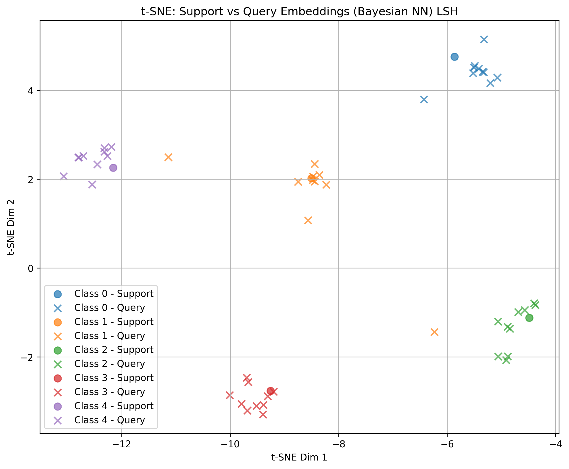 t-SNE: Support vs Query Embeddings (Bayesian NN) LSH
t-SNE Dim 2
4
2
0
−2
Class 0 - Support
Class 0 - Query
Class 1 - Support
Class 1 - Query
Class 2 - Support
Class 2 - Query
Class 3 - Support
Class 3 - Query
Class 4 - Support
Class 4 - Query
−12 −10 −8 −6 −4
t-SNE Dim 1